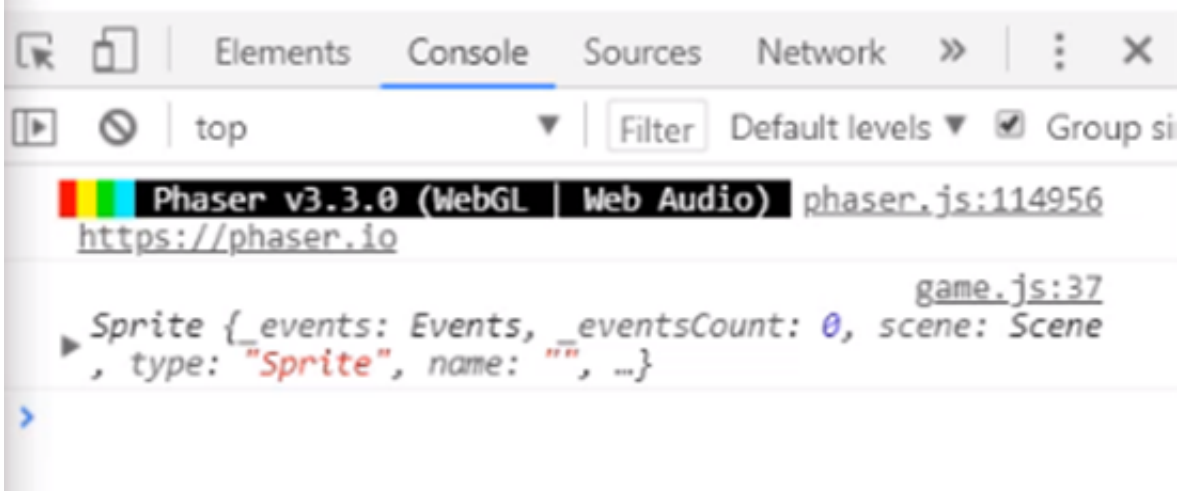 Elements Console Sources Network »
top ▼ Filter Default levels ▼ Group si
Phaser v3.3.0 (WebGL | Web Audio) phaser.js:114956
https://phaser.io
game.js:37
▶ Sprite {_events: Events, _eventsCount: 0, scene: Scene
, type: "Sprite", name: "", …}
>